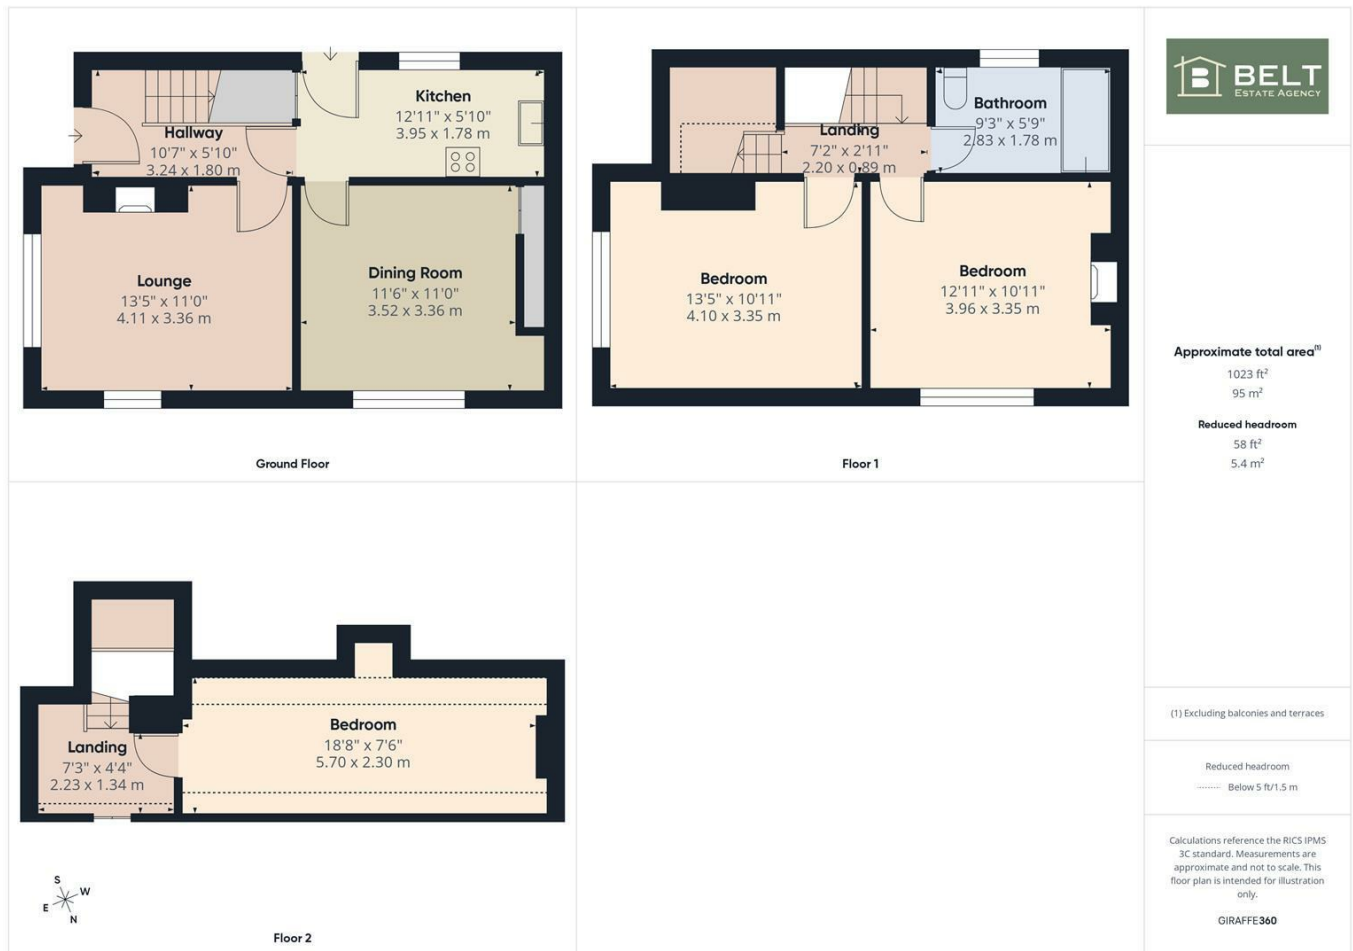 Kitchen
12'11" x 5'10"
3.95 x 1.78 m
Hallway
10'7" x 5'10"
3.24 x 1.80 m
Lounge
13'5" x 11'0"
4.11 x 3.36 m
Dining Room
11'6" x 11'0"
3.52 x 3.36 m
Ground Floor
Bathroom
9'3" x 5'9"
2.83 x 1.78 m
Landing
7'2" x 2'11"
2.20 x 0.89 m
Bedroom
13'5" x 10'11"
4.10 x 3.35 m
Bedroom
12'11" x 10'11"
3.96 x 3.35 m
Floor 1
Landing
7'3" x 4'4"
2.23 x 1.34 m
Bedroom
18'8" x 7'6"
5.70 x 2.30 m
S
W
E
N
Floor 2
B BELT
ESTATE AGENCY
Approximate total area(1)
1023 ft²
95 m²
Reduced headroom
58 ft²
5.4 m²
(1) Excluding balconies and terraces
Reduced headroom
Below 5 ft/1.5 m
Calculations reference the RICS IPMS
3C standard. Measurements are
approximate and not to scale. This
floor plan is intended for illustration
only.
GIRAFFE360